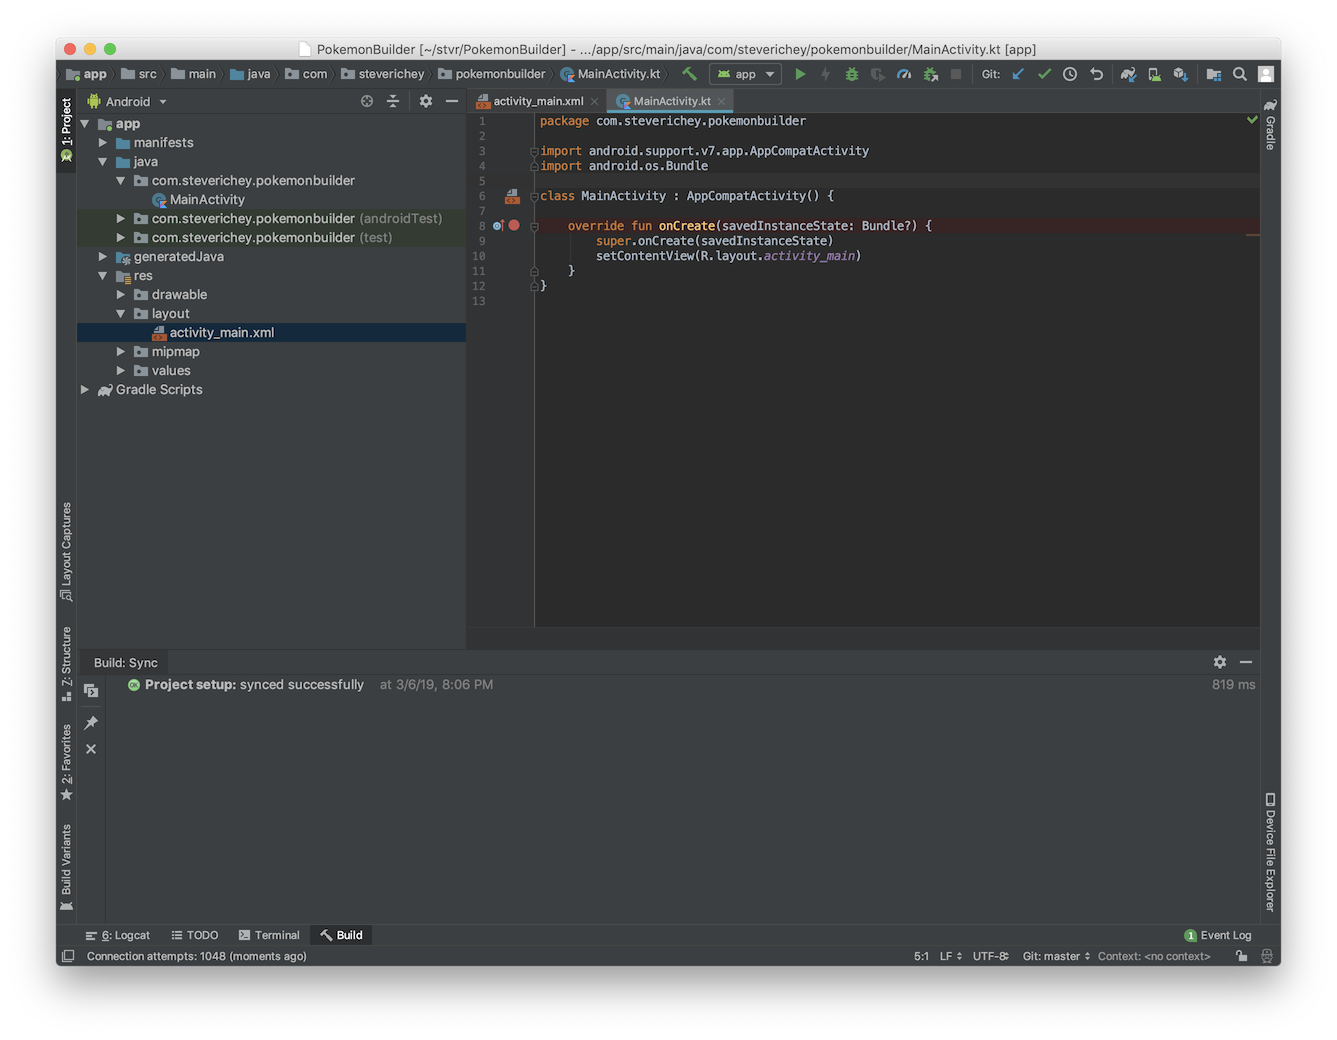 PokemonBuilder [~/stvr/PokemonBuilder] - .../app/src/main/java/com/steverichey/pokemonbuilder/MainActivity.kt [app]
app src main java com steverichey pokemonbuilder MainActivity.kt app Git:
1: Project
Android
app
manifests
java
com.steverichey.pokemonbuilder
MainActivity
com.steverichey.pokemonbuilder (androidTest)
com.steverichey.pokemonbuilder (test)
generatedJava
res
drawable
layout
activity_main.xml
mipmap
values
Gradle Scripts
activity_main.xml MainActivity.kt
1 package com.steverichey.pokemonbuilder
2
3 import android.support.v7.app.AppCompatActivity
4 import android.os.Bundle
5
6 class MainActivity : AppCompatActivity() {
7
8 override fun onCreate(savedInstanceState: Bundle?) {
9 super.onCreate(savedInstanceState)
10 setContentView(R.layout.activity_main)
11 }
12 }
13
Gradle
Layout Captures
Z: Structure
2: Favorites
Build Variants
Build: Sync
OK Project setup: synced successfully at 3/6/19, 8:06 PM 819 ms
Device File Explorer
6: Logcat TODO Terminal Build 1 Event Log
Connection attempts: 1048 (moments ago) 5:1 LF UTF-8 Git: master Context: <no context>